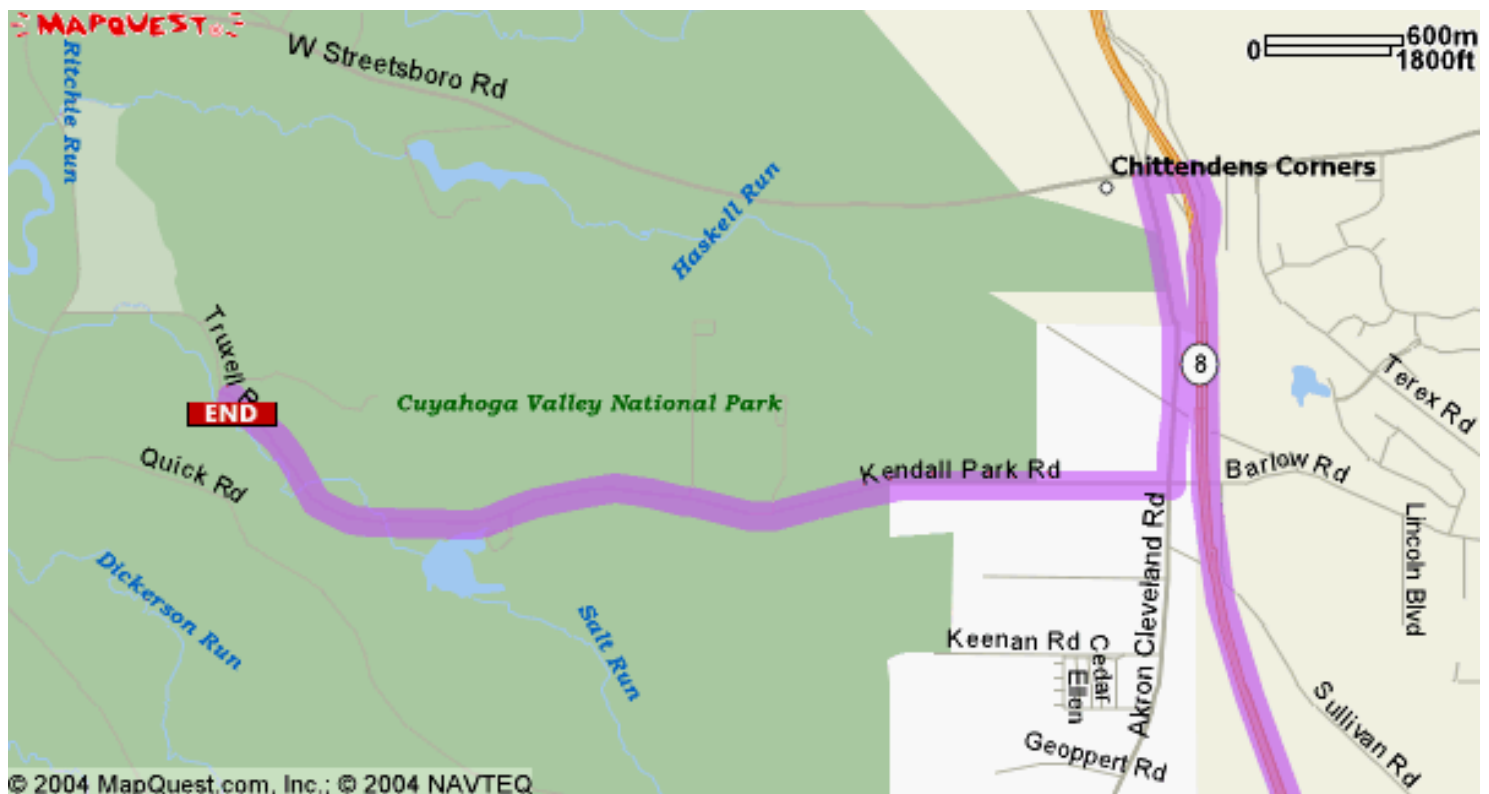 MAPQUEST
W Streetsboro Rd
0
600m
1800ft
Ritchie Run
Chittendens Corners
Haskell Run
Truxell R
8
Terex Rd
END
Cuyahoga Valley National Park
Quick Rd
Kendall Park Rd
Barlow Rd
Akron Cleveland Rd
Lincoln Blvd
Dickerson Run
Salt Run
Keenan Rd
Cedar
Ellen
Sullivan Rd
Geoppert Rd
© 2004 MapQuest.com, Inc.; © 2004 NAVTEQ